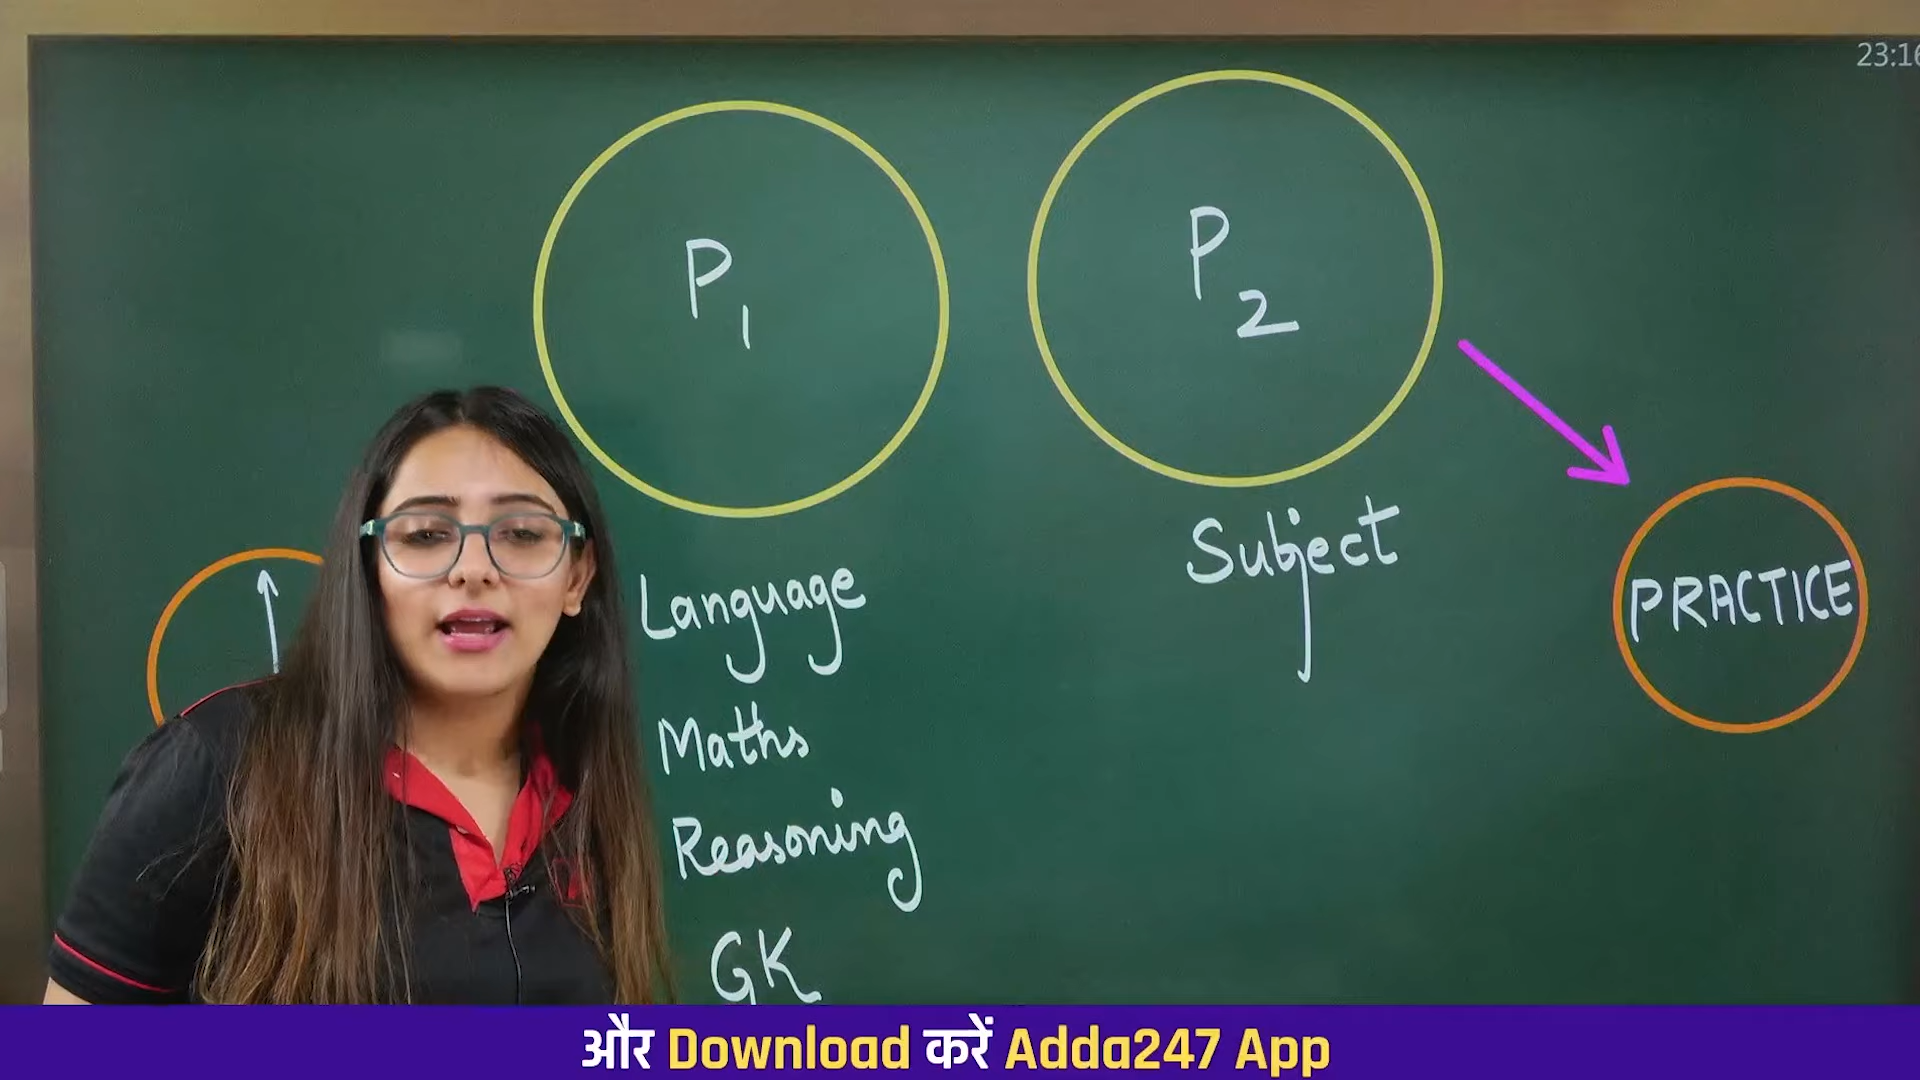 23:16
P1
P2
Subject
PRACTICE
Language
Maths
Reasoning
GK
और Download करें Adda247 App